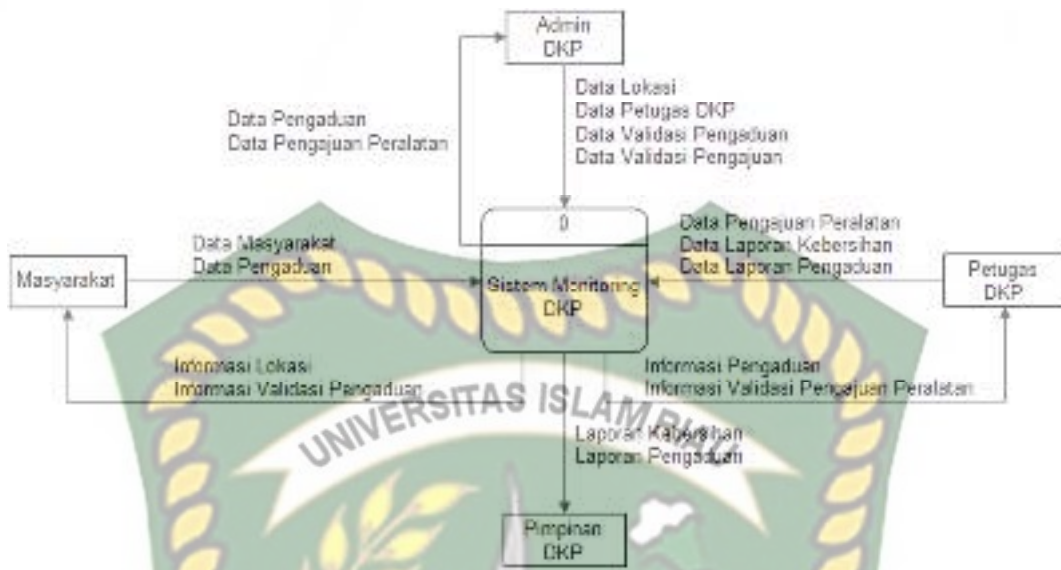 Admin
DKP
Data Lokasi
Data Petugas DKP
Data Validasi Pengaduan
Data Validasi Pengajuan
Data Pengaduan
Data Pengajuan Peralatan
0
Sistem Monitoring
DKP
Data Masyarakat
Data Pengaduan
Masyarakat
Data Pengajuan Peralatan
Data Laporan Kebersihan
Data Laporan Pengaduan
Petugas
DKP
Informasi Lokasi
Informasi Validasi Pengaduan
Informasi Pengaduan
Informasi Validasi Pengajuan Peralatan
UNIVERSITAS ISLAM RIAU
Laporan Kebersihan
Laporan Pengaduan
Pimpinan
DKP